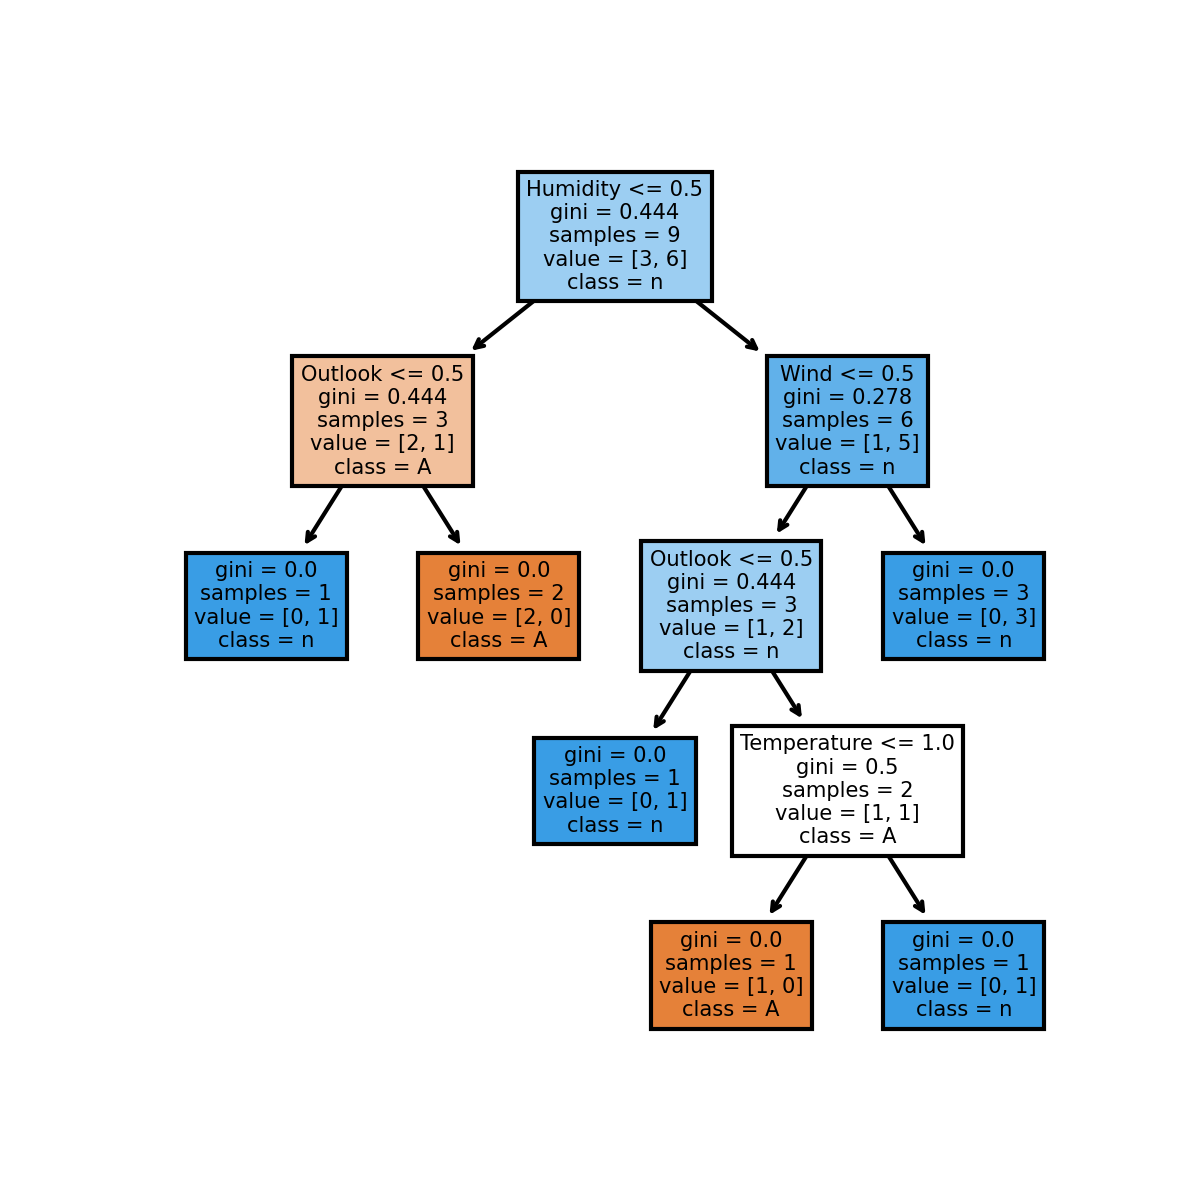 Humidity <= 0.5
gini = 0.444
samples = 9
value = [3, 6]
class = n
Outlook <= 0.5
gini = 0.444
samples = 3
value = [2, 1]
class = A
Wind <= 0.5
gini = 0.278
samples = 6
value = [1, 5]
class = n
gini = 0.0
samples = 1
value = [0, 1]
class = n
gini = 0.0
samples = 2
value = [2, 0]
class = A
Outlook <= 0.5
gini = 0.444
samples = 3
value = [1, 2]
class = n
gini = 0.0
samples = 3
value = [0, 3]
class = n
gini = 0.0
samples = 1
value = [0, 1]
class = n
Temperature <= 1.0
gini = 0.5
samples = 2
value = [1, 1]
class = A
gini = 0.0
samples = 1
value = [1, 0]
class = A
gini = 0.0
samples = 1
value = [0, 1]
class = n